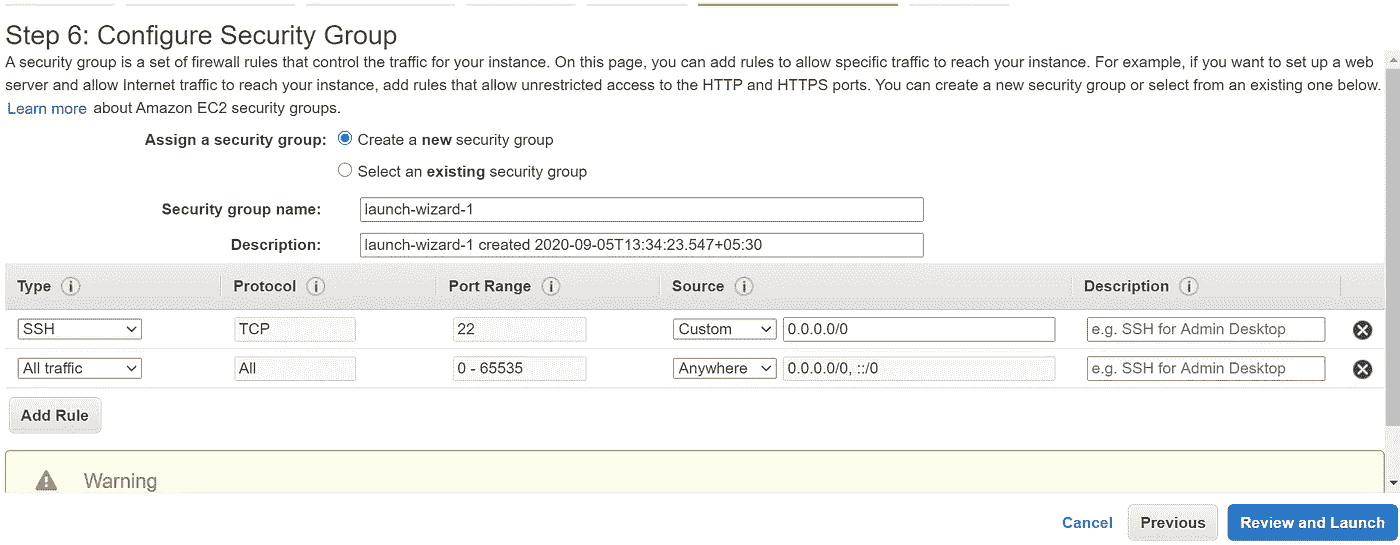 Step 6: Configure Security Group
A security group is a set of firewall rules that control the traffic for your instance. On this page, you can add rules to allow specific traffic to reach your instance. For example, if you want to set up a web
server and allow Internet traffic to reach your instance, add rules that allow unrestricted access to the HTTP and HTTPS ports. You can create a new security group or select from an existing one below.
Learn more about Amazon EC2 security groups.
Assign a security group: Create a new security group
Select an existing security group
Security group name: launch-wizard-1
Description: launch-wizard-1 created 2020-09-05T13:34:23.547+05:30
Type i Protocol i Port Range i Source i Description i
SSH TCP 22 Custom 0.0.0.0/0 e.g. SSH for Admin Desktop
All traffic All 0 - 65535 Anywhere 0.0.0.0/0, ::/0 e.g. SSH for Admin Desktop
Add Rule
Warning
Cancel Previous Review and Launch